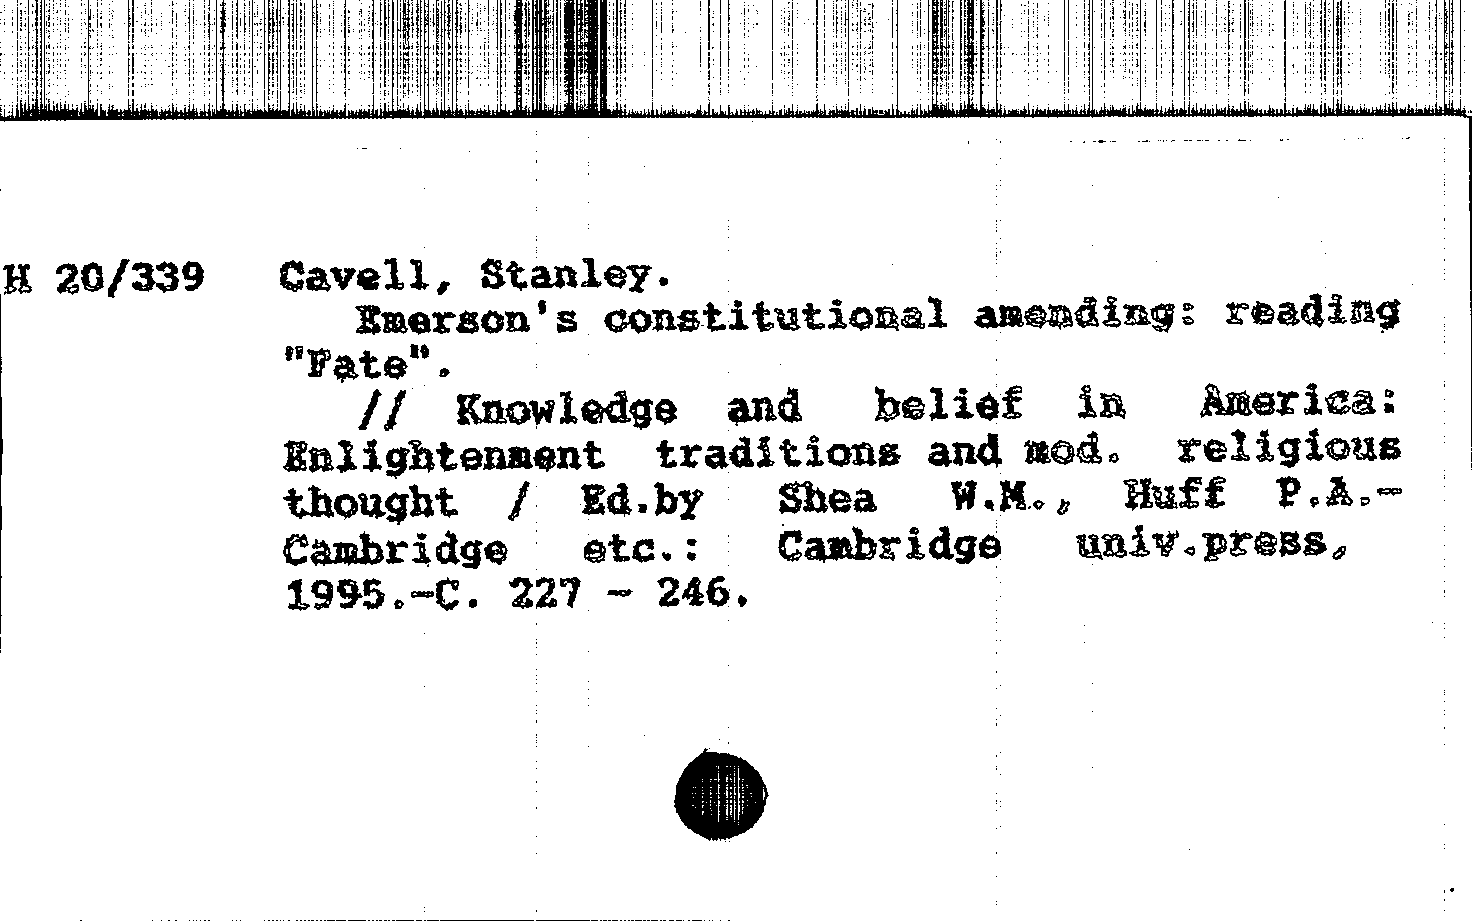 H 20/339 Cavell, Stanley.
Emerson's constitutional amending: reading
"Fate".
// Knowledge and belief in America:
Enlightenment traditions and mod. religious
thought / Ed.by Shea W.M., Huff P.A.-
Cambridge etc.: Cambridge univ.press,
1995.-C. 227 - 246.